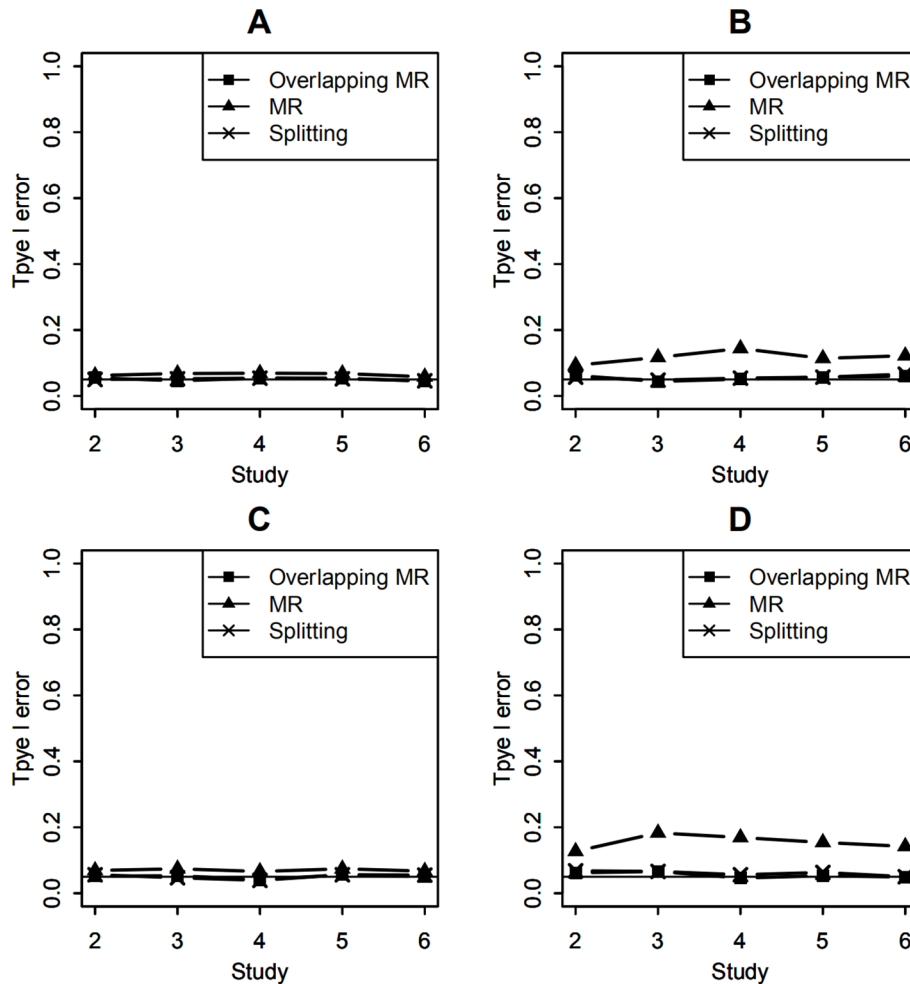 A
Overlapping MR
MR
Splitting
Tpye I error
1.0
0.8
0.6
0.4
0.2
0.0
2 3 4 5 6
Study
B
Overlapping MR
MR
Splitting
Tpye I error
1.0
0.8
0.6
0.4
0.2
0.0
2 3 4 5 6
Study
C
Overlapping MR
MR
Splitting
Tpye I error
1.0
0.8
0.6
0.4
0.2
0.0
2 3 4 5 6
Study
D
Overlapping MR
MR
Splitting
Tpye I error
1.0
0.8
0.6
0.4
0.2
0.0
2 3 4 5 6
Study